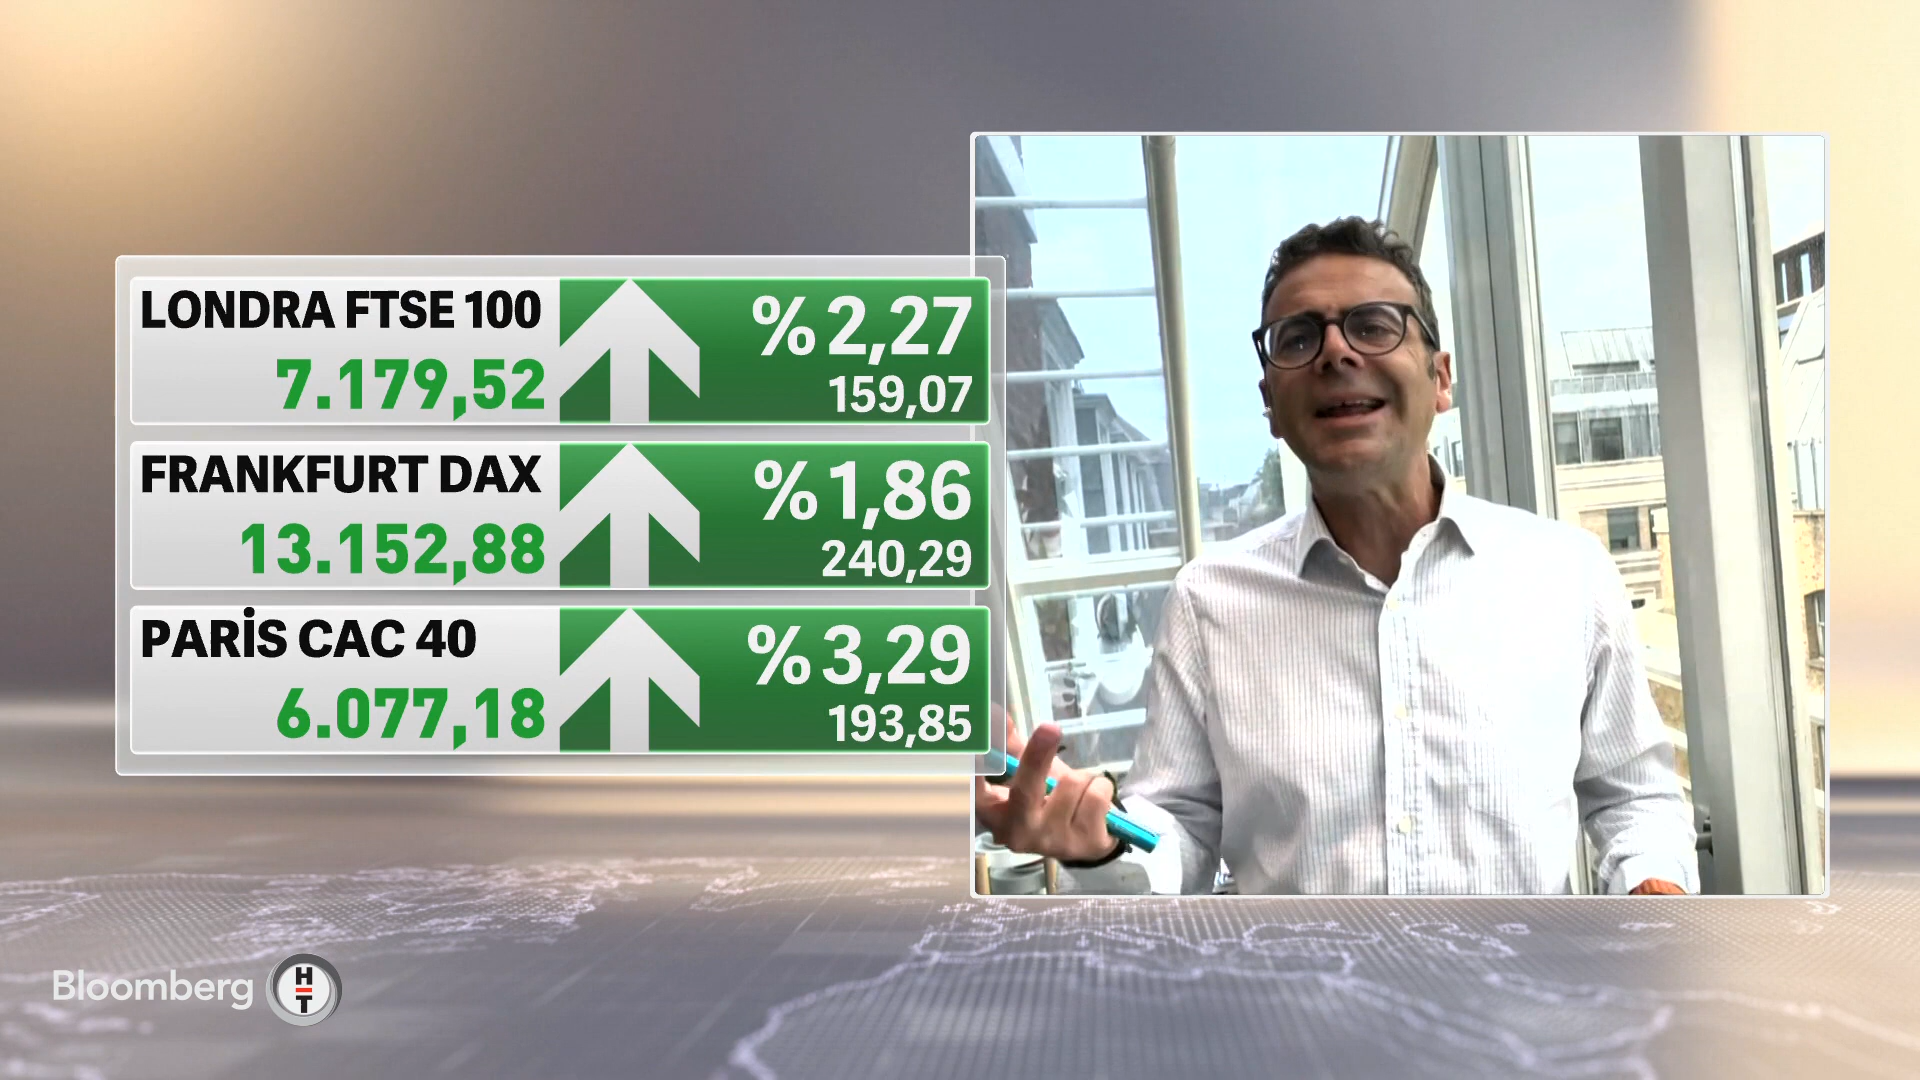 LONDRA FTSE 100
7.179,52
%2,27
159,07
FRANKFURT DAX
13.152,88
%1,86
240,29
PARİS CAC 40
6.077,18
%3,29
193,85
Bloomberg HT